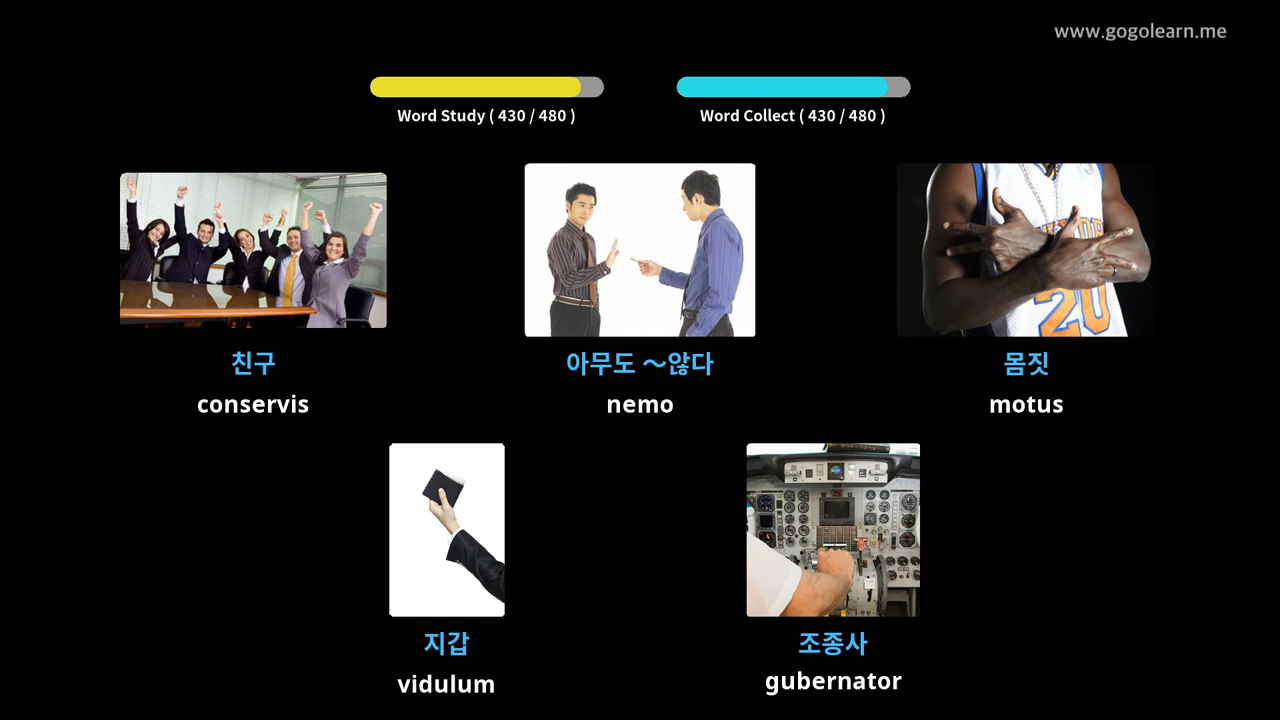 www.gogolearn.me
Word Study ( 430 / 480 )
Word Collect ( 430 / 480 )
친구
conservis
아무도 ～않다
nemo
몸짓
motus
20
지갑
vidulum
조종사
gubernator